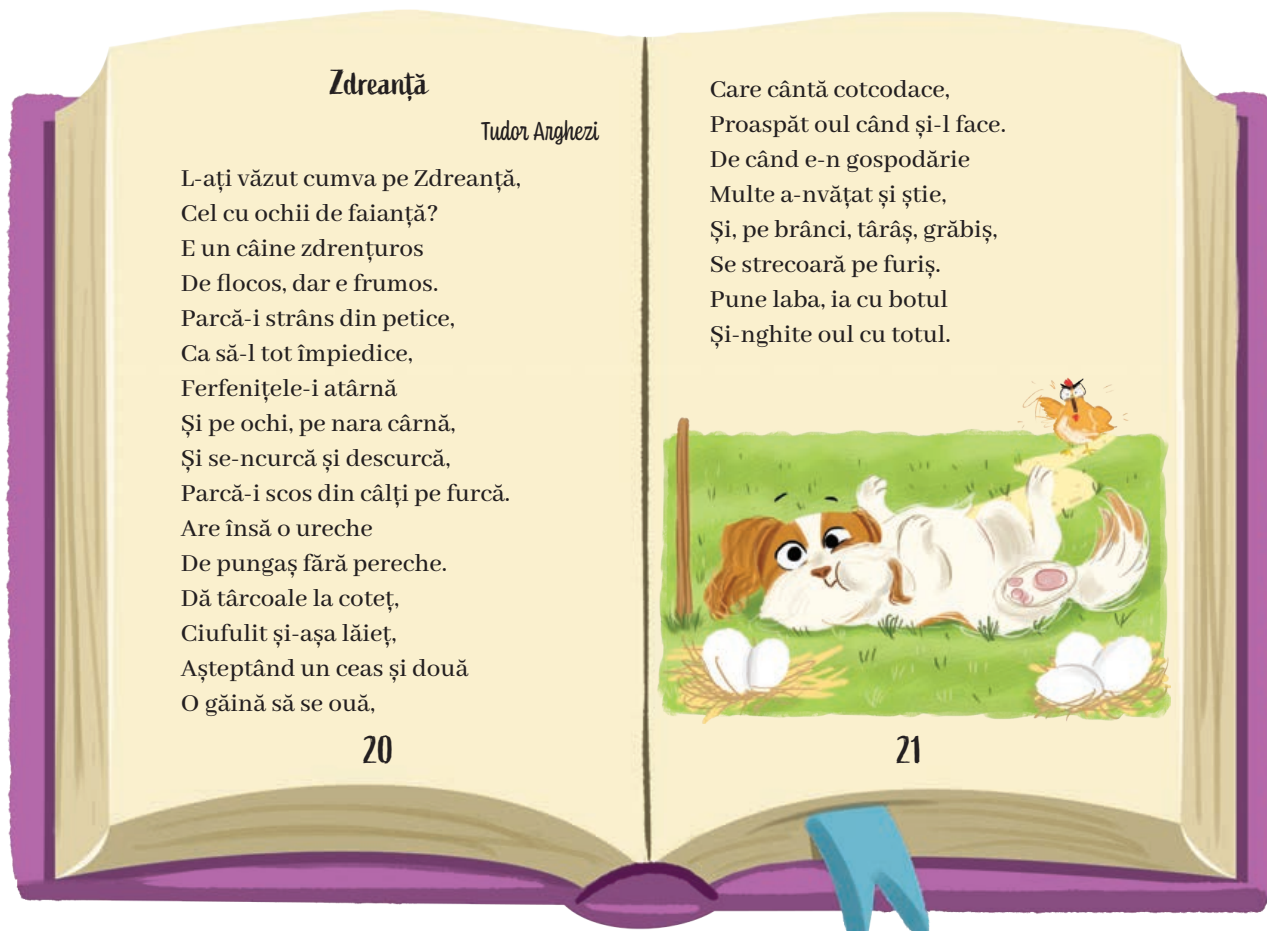 Zdreanță
Tudor Arghezi
L-ați văzut cumva pe Zdreanță,
Cel cu ochii de faianță?
E un câine zdrențuros
De flocos, dar e frumos.
Parcă-i strâns din petice,
Ca să-l tot împiedice,
Ferfenițele-i atârnă
Și pe ochi, pe nara cârnă,
Și se-ncurcă și descurcă,
Parcă-i scos din câlți pe furcă.
Are însă o ureche
De pungaș fără pereche.
Dă târcoale la coteț,
Ciufulit și-așa lăieț,
Așteptând un ceas și două
O găină să se ouă,
20
Care cântă cotcodace,
Proaspăt oul când și-l face.
De când e-n gospodărie
Multe a-nvățat și știe,
Și, pe brânci, târâș, grăbiș,
Se strecoară pe furiș.
Pune laba, ia cu botul
Și-nghite oul cu totul.
21